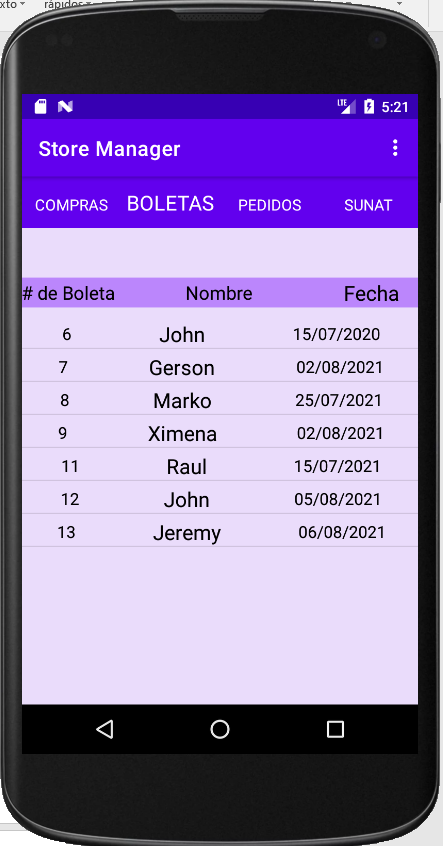 xto rápidos
LTE 5:21
Store Manager
COMPRAS BOLETAS PEDIDOS SUNAT
# de Boleta Nombre Fecha
6 John 15/07/2020
7 Gerson 02/08/2021
8 Marko 25/07/2021
9 Ximena 02/08/2021
11 Raul 15/07/2021
12 John 05/08/2021
13 Jeremy 06/08/2021